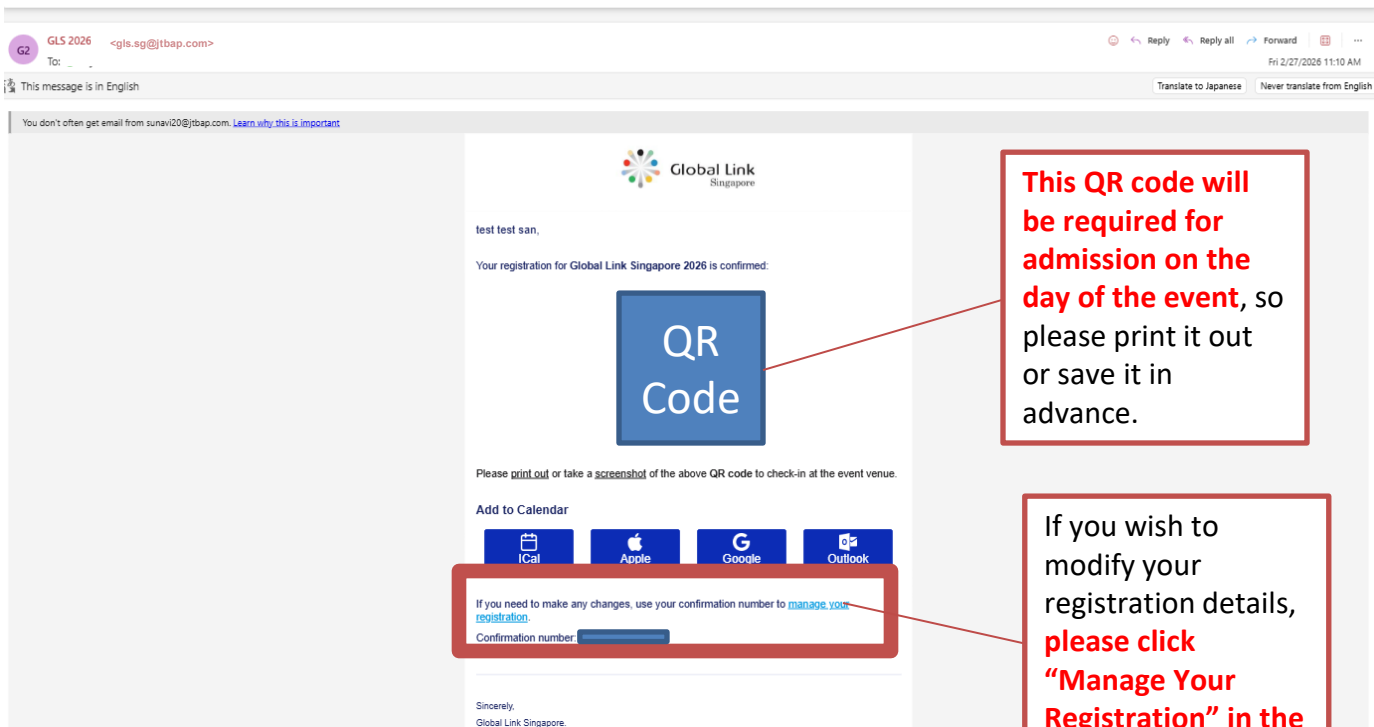 G2
GLS 2026 <gls.sg@jtbap.com>
To:
Reply Reply all Forward ...
Fri 2/27/2026 11:10 AM
This message is in English
Translate to Japanese Never translate from English
You don't often get email from sunavi20@jtbap.com. Learn why this is important
Global Link
Singapore
test test san,
Your registration for Global Link Singapore 2026 is confirmed:
QR
Code
Please print out or take a screenshot of the above QR code to check-in at the event venue.
Add to Calendar
ICal Apple Google Outlook
If you need to make any changes, use your confirmation number to manage your
registration.
Confirmation number:
Sincerely,
Global Link Singapore.
This QR code will
be required for
admission on the
day of the event, so
please print it out
or save it in
advance.
If you wish to
modify your
registration details,
please click
“Manage Your
Registration” in the